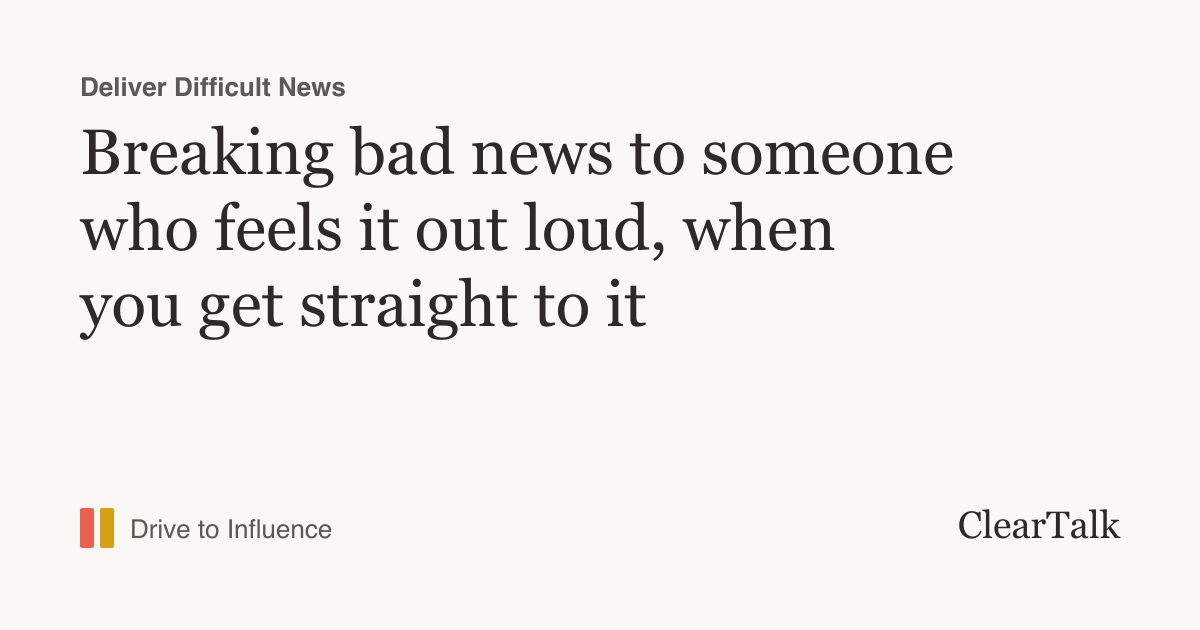 Deliver Difficult News
Breaking bad news to someone
who feels it out loud, when
you get straight to it
Drive to Influence
ClearTalk